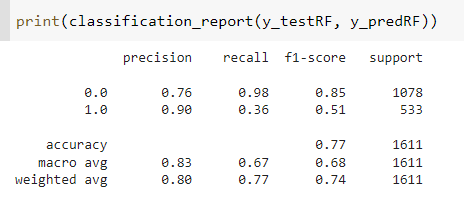 print(classification_report(y_testRF, y_predRF))
precision recall f1-score support
0.0 0.76 0.98 0.85 1078
1.0 0.90 0.36 0.51 533
accuracy 0.77 1611
macro avg 0.83 0.67 0.68 1611
weighted avg 0.80 0.77 0.74 1611